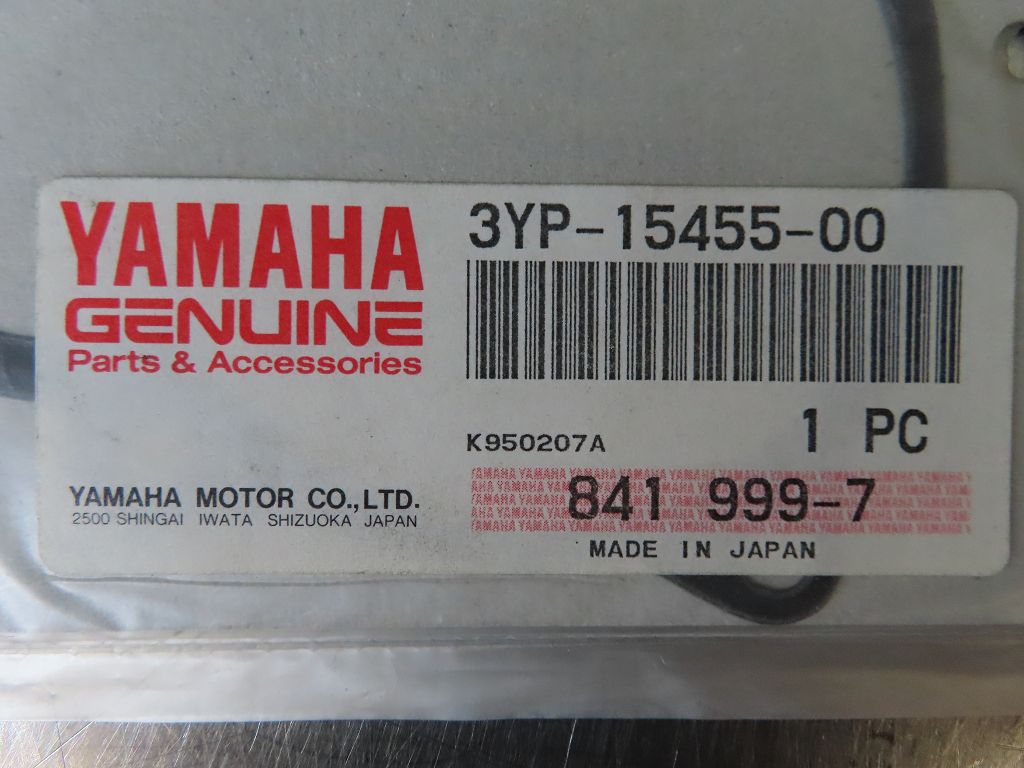 YAMAHA
GENUINE
Parts & Accessories
YAMAHA MOTOR CO.,LTD.
2500 SHINGAI IWATA SHIZUOKA JAPAN
3YP-15455-00
1 PC
K950207A
841 999-7
MADE IN JAPAN